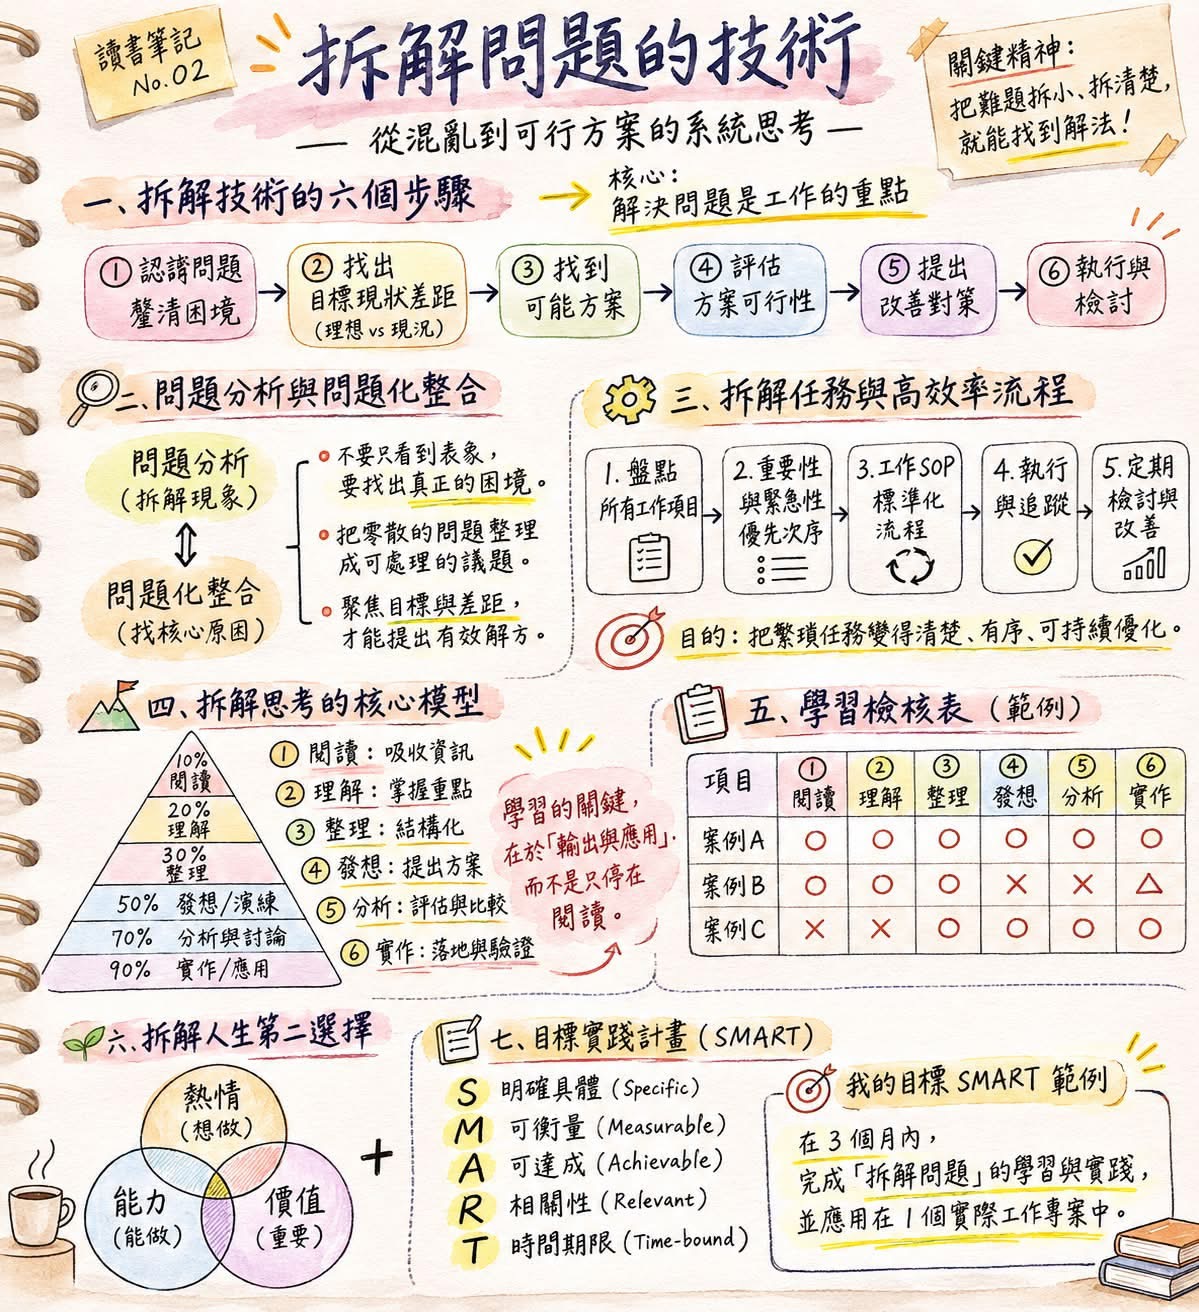 讀書筆記
No.02
拆解問題的技術
— 從混亂到可行方案的系統思考 —
關鍵精神：
把難題拆小、拆清楚，
就能找到解法！
一、拆解技術的六個步驟
→
核心：
解決問題是工作的重點
① 認識問題
釐清困境
→
② 找出
目標現狀差距
(理想 vs 現況)
→
③ 找到
可能方案
→
④ 評估
方案可行性
→
⑤ 提出
改善對策
→
⑥ 執行與
檢討
二、問題分析與問題化整合
問題分析
(拆解現象)
問題化整合
(找核心原因)
• 不要只看到表象，
要找出真正的困境。
• 把零散的問題整理
成可處理的議題。
• 聚焦目標與差距，
才能提出有效解方。
三、拆解任務與高效率流程
1. 盤點
所有工作項目
2. 重要性
與緊急性
優先次序
3. 工作SOP
標準化
流程
4. 執行
與追蹤
5. 定期
檢討與
改善
目的：把繁瑣任務變得清楚、有序、可持續優化。
四、拆解思考的核心模型
10%
閱讀
20%
理解
30%
整理
50% 發想/演練
70% 分析與討論
90% 實作/應用
① 閱讀：吸收資訊
② 理解：掌握重點
③ 整理：結構化
④ 發想：提出方案
⑤ 分析：評估與比較
⑥ 實作：落地與驗證
學習的關鍵，
在於「輸出與應用」.
而不是只停在
閱讀。
五、學習檢核表 (範例)
項目 ① 閱讀 ② 理解 ③ 整理 ④ 發想 ⑤ 分析 ⑥ 實作
案例A ○ ○ ○ ○ ○ ○
案例B ○ ○ ○ × × △
案例C × × ○ ○ ○ ○
六、拆解人生第二選擇
熱情
(想做)
能力
(能做)
價值
(重要)
+
七、目標實踐計畫 (SMART)
S 明確具體 (Specific)
M 可衡量 (Measurable)
A 可達成 (Achievable)
R 相關性 (Relevant)
T 時間期限 (Time-bound)
我的目標 SMART 範例
在 3 個月內，
完成「拆解問題」的學習與實踐，
並應用在 1 個實際工作專案中。